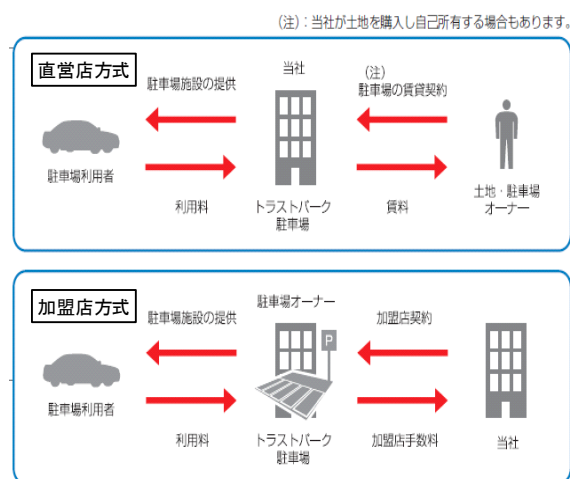 (注):当社が土地を購入し自己所有する場合もあります。
直営店方式
駐車場施設の提供
当社
(注)
駐車場の賃貸契約
駐車場利用者
利用料
トラストパーク
駐車場
賃料
土地・駐車場
オーナー
加盟店方式
駐車場施設の提供
駐車場オーナー
加盟店契約
P
駐車場利用者
利用料
トラストパーク
駐車場
加盟店手数料
当社